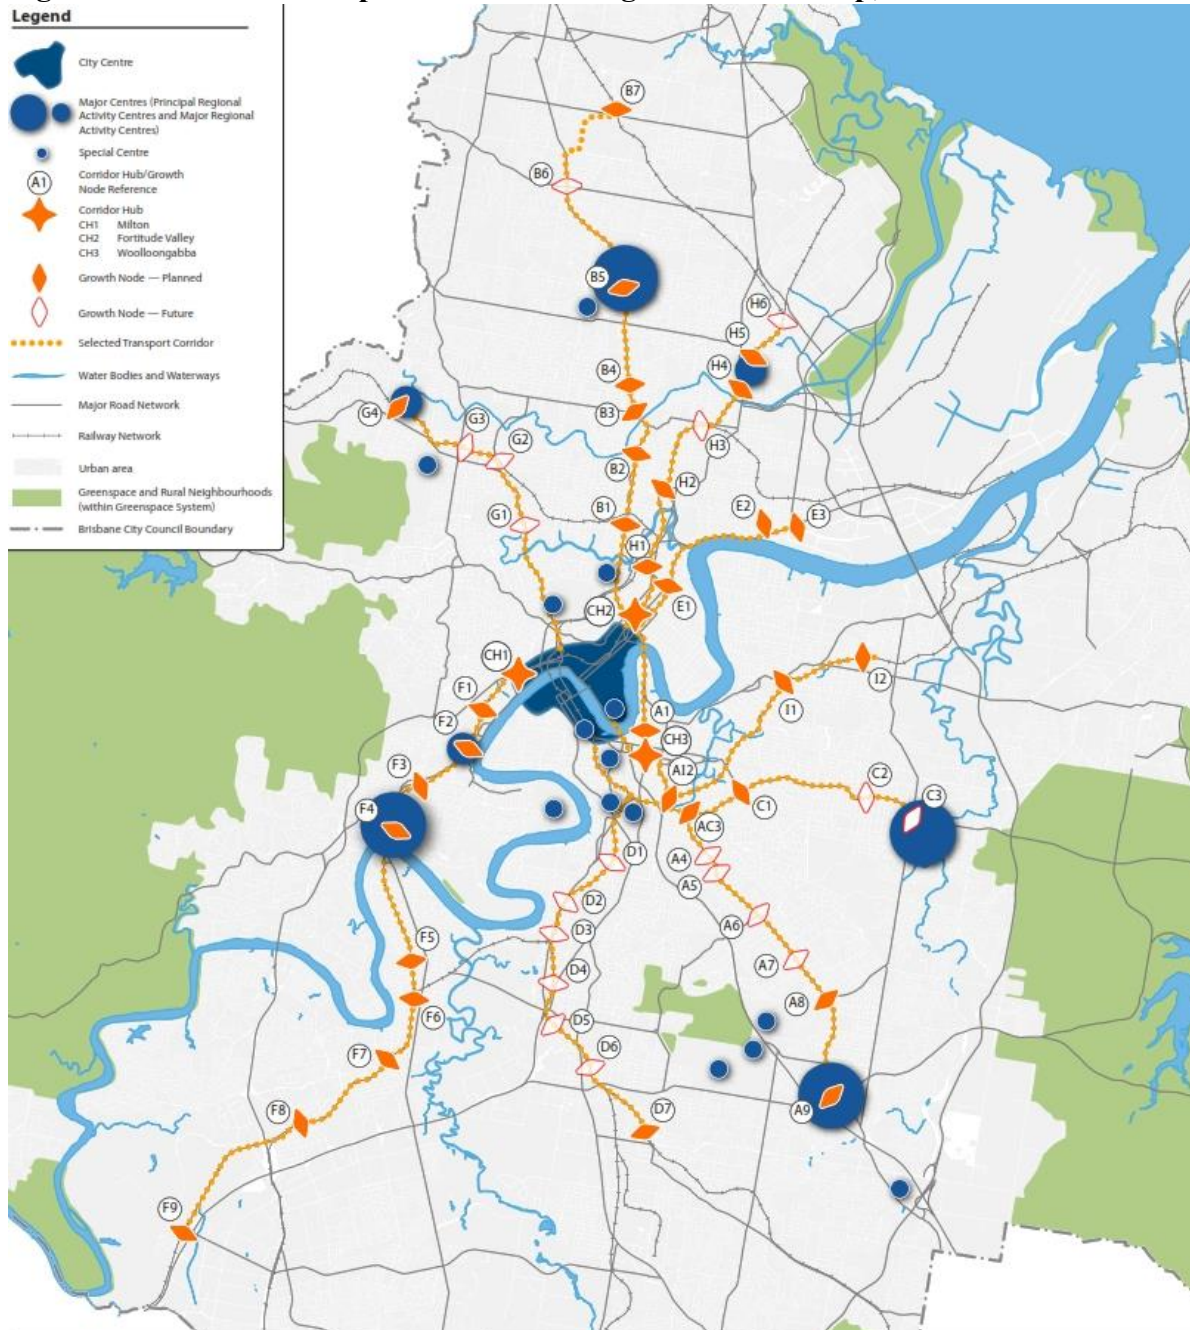 Legend
City Centre
Major Centres (Principal Regional
Activity Centres and Major Regional
Activity Centres)
Special Centre
A1
Corridor Hub/Growth
Node Reference
Corridor Hub
CH1 Milton
CH2 Fortitude Valley
CH3 Woolloongabba
Growth Node — Planned
Growth Node — Future
Selected Transport Corridor
Water Bodies and Waterways
Major Road Network
Railway Network
Urban area
Greenspace and Rural Neighbourhoods
(within Greenspace System)
Brisbane City Council Boundary
B7
B6
B5
H6
H5
H4
B4
B3
G4
G3
G2
H3
B2
H2
G1
B1
E2
E3
H1
CH2
E1
CH1
F1
I2
I1
F2
A1
CH3
F3
AI2
C2
C3
C1
F4
AC3
D1
A4
A5
D2
A6
D3
F5
A7
D4
A8
F6
D5
D6
F7
F8
D7
A9
F9